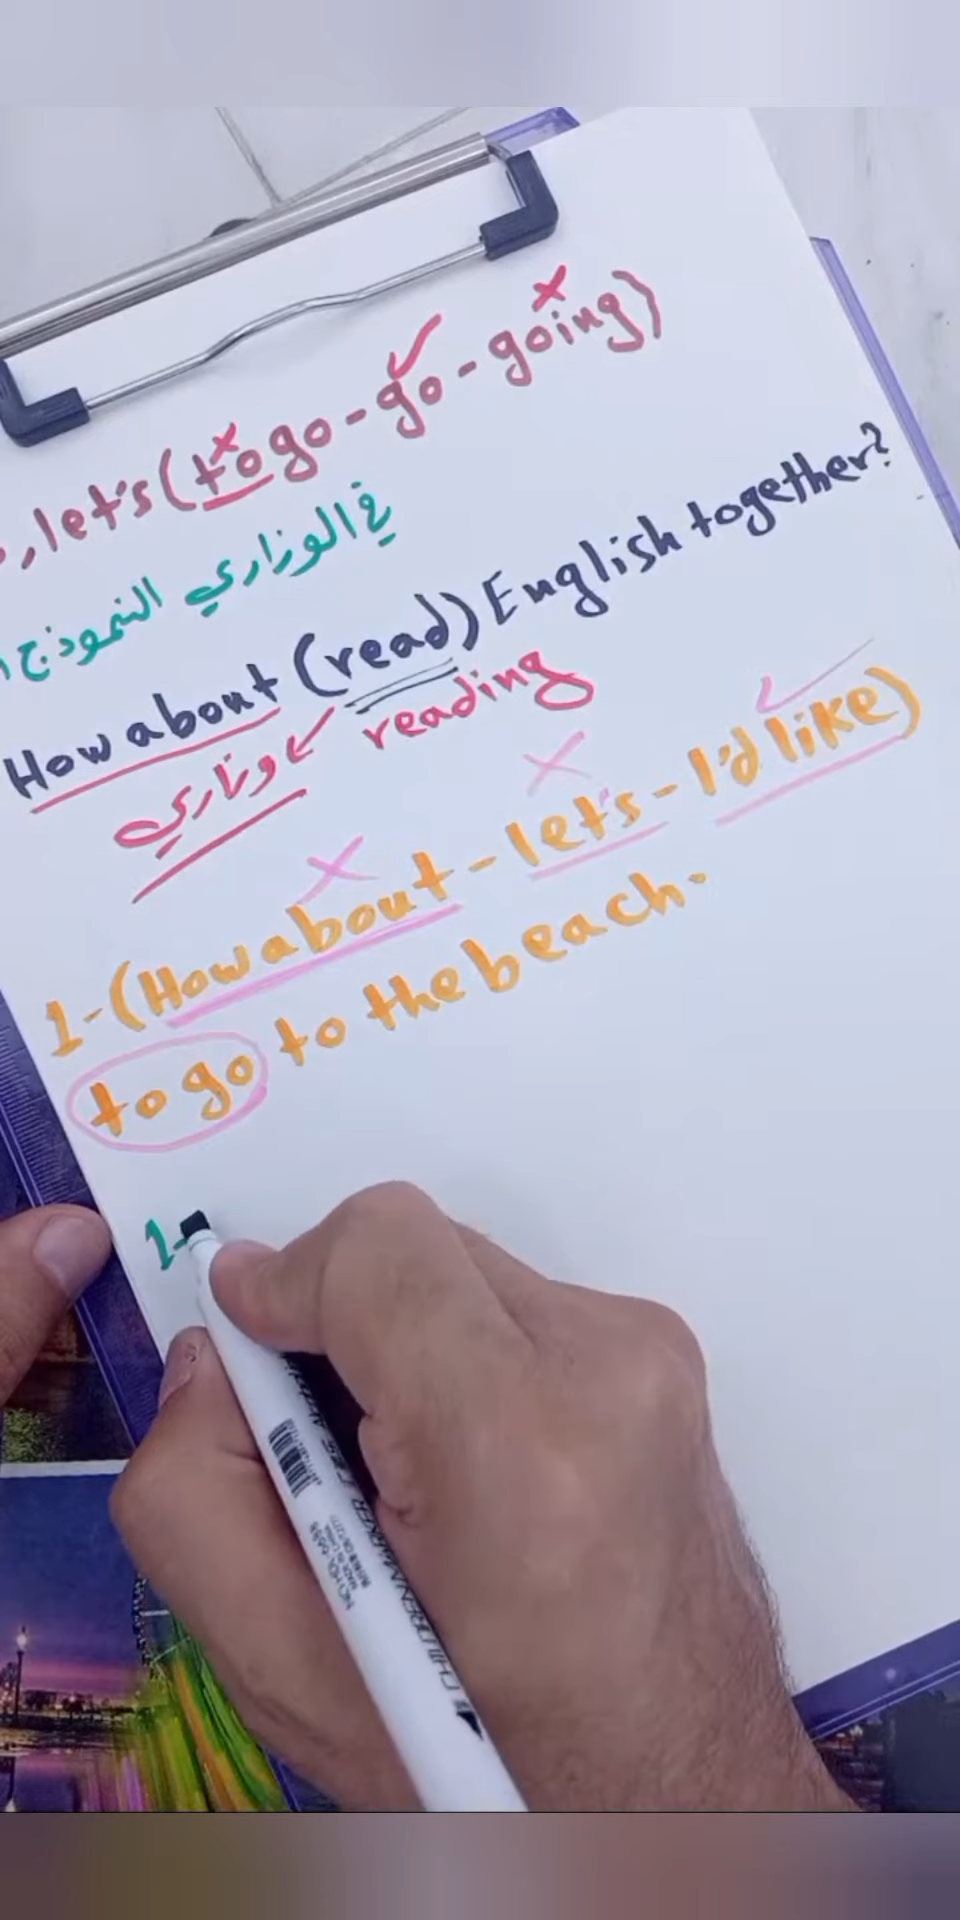 , let's (to go - go - going)
في الوزاري النموذج
How about (read) English together?
وزاري reading
1-(How about - let's - I'd like)
to go to the beach.
1-